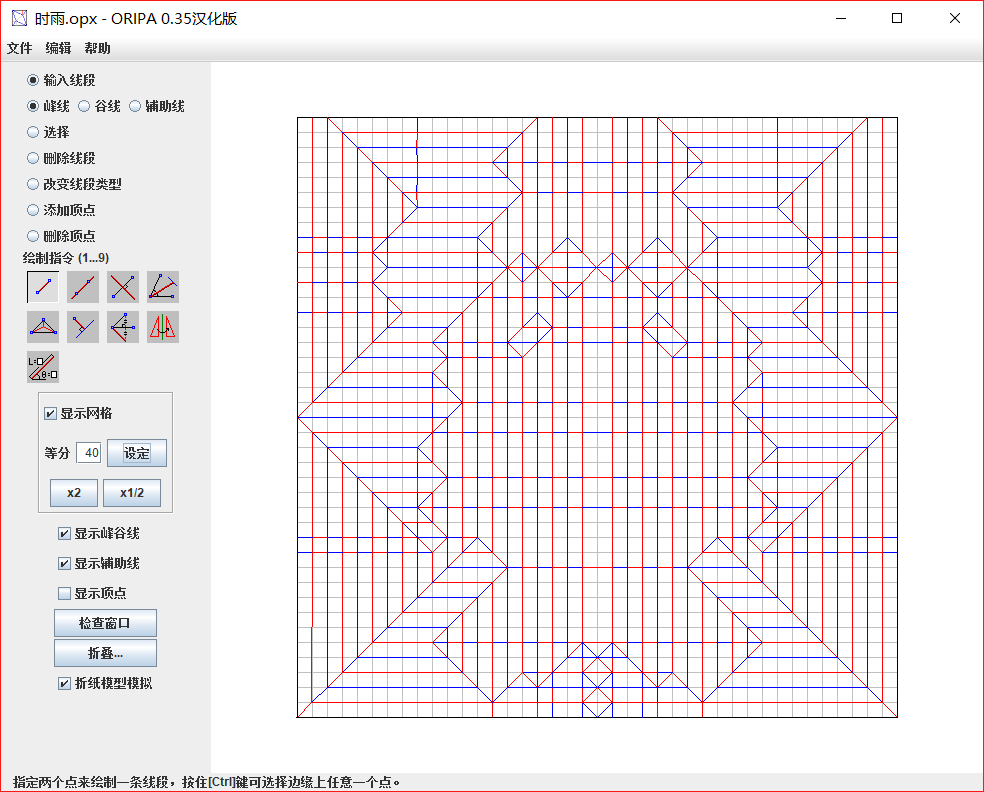 时雨.opx - ORIPA 0.35汉化版
文件 编辑 帮助
输入线段
峰线 谷线 辅助线
选择
删除线段
改变线段类型
添加顶点
删除顶点
绘制指令 (1...9)
L=
θ=
显示网格
等分 40 设定
x2 x1/2
显示峰谷线
显示辅助线
显示顶点
检查窗口
折叠...
折纸模型模拟
指定两个点来绘制一条线段，按住[Ctrl]键可选择边缘上任意一个点。